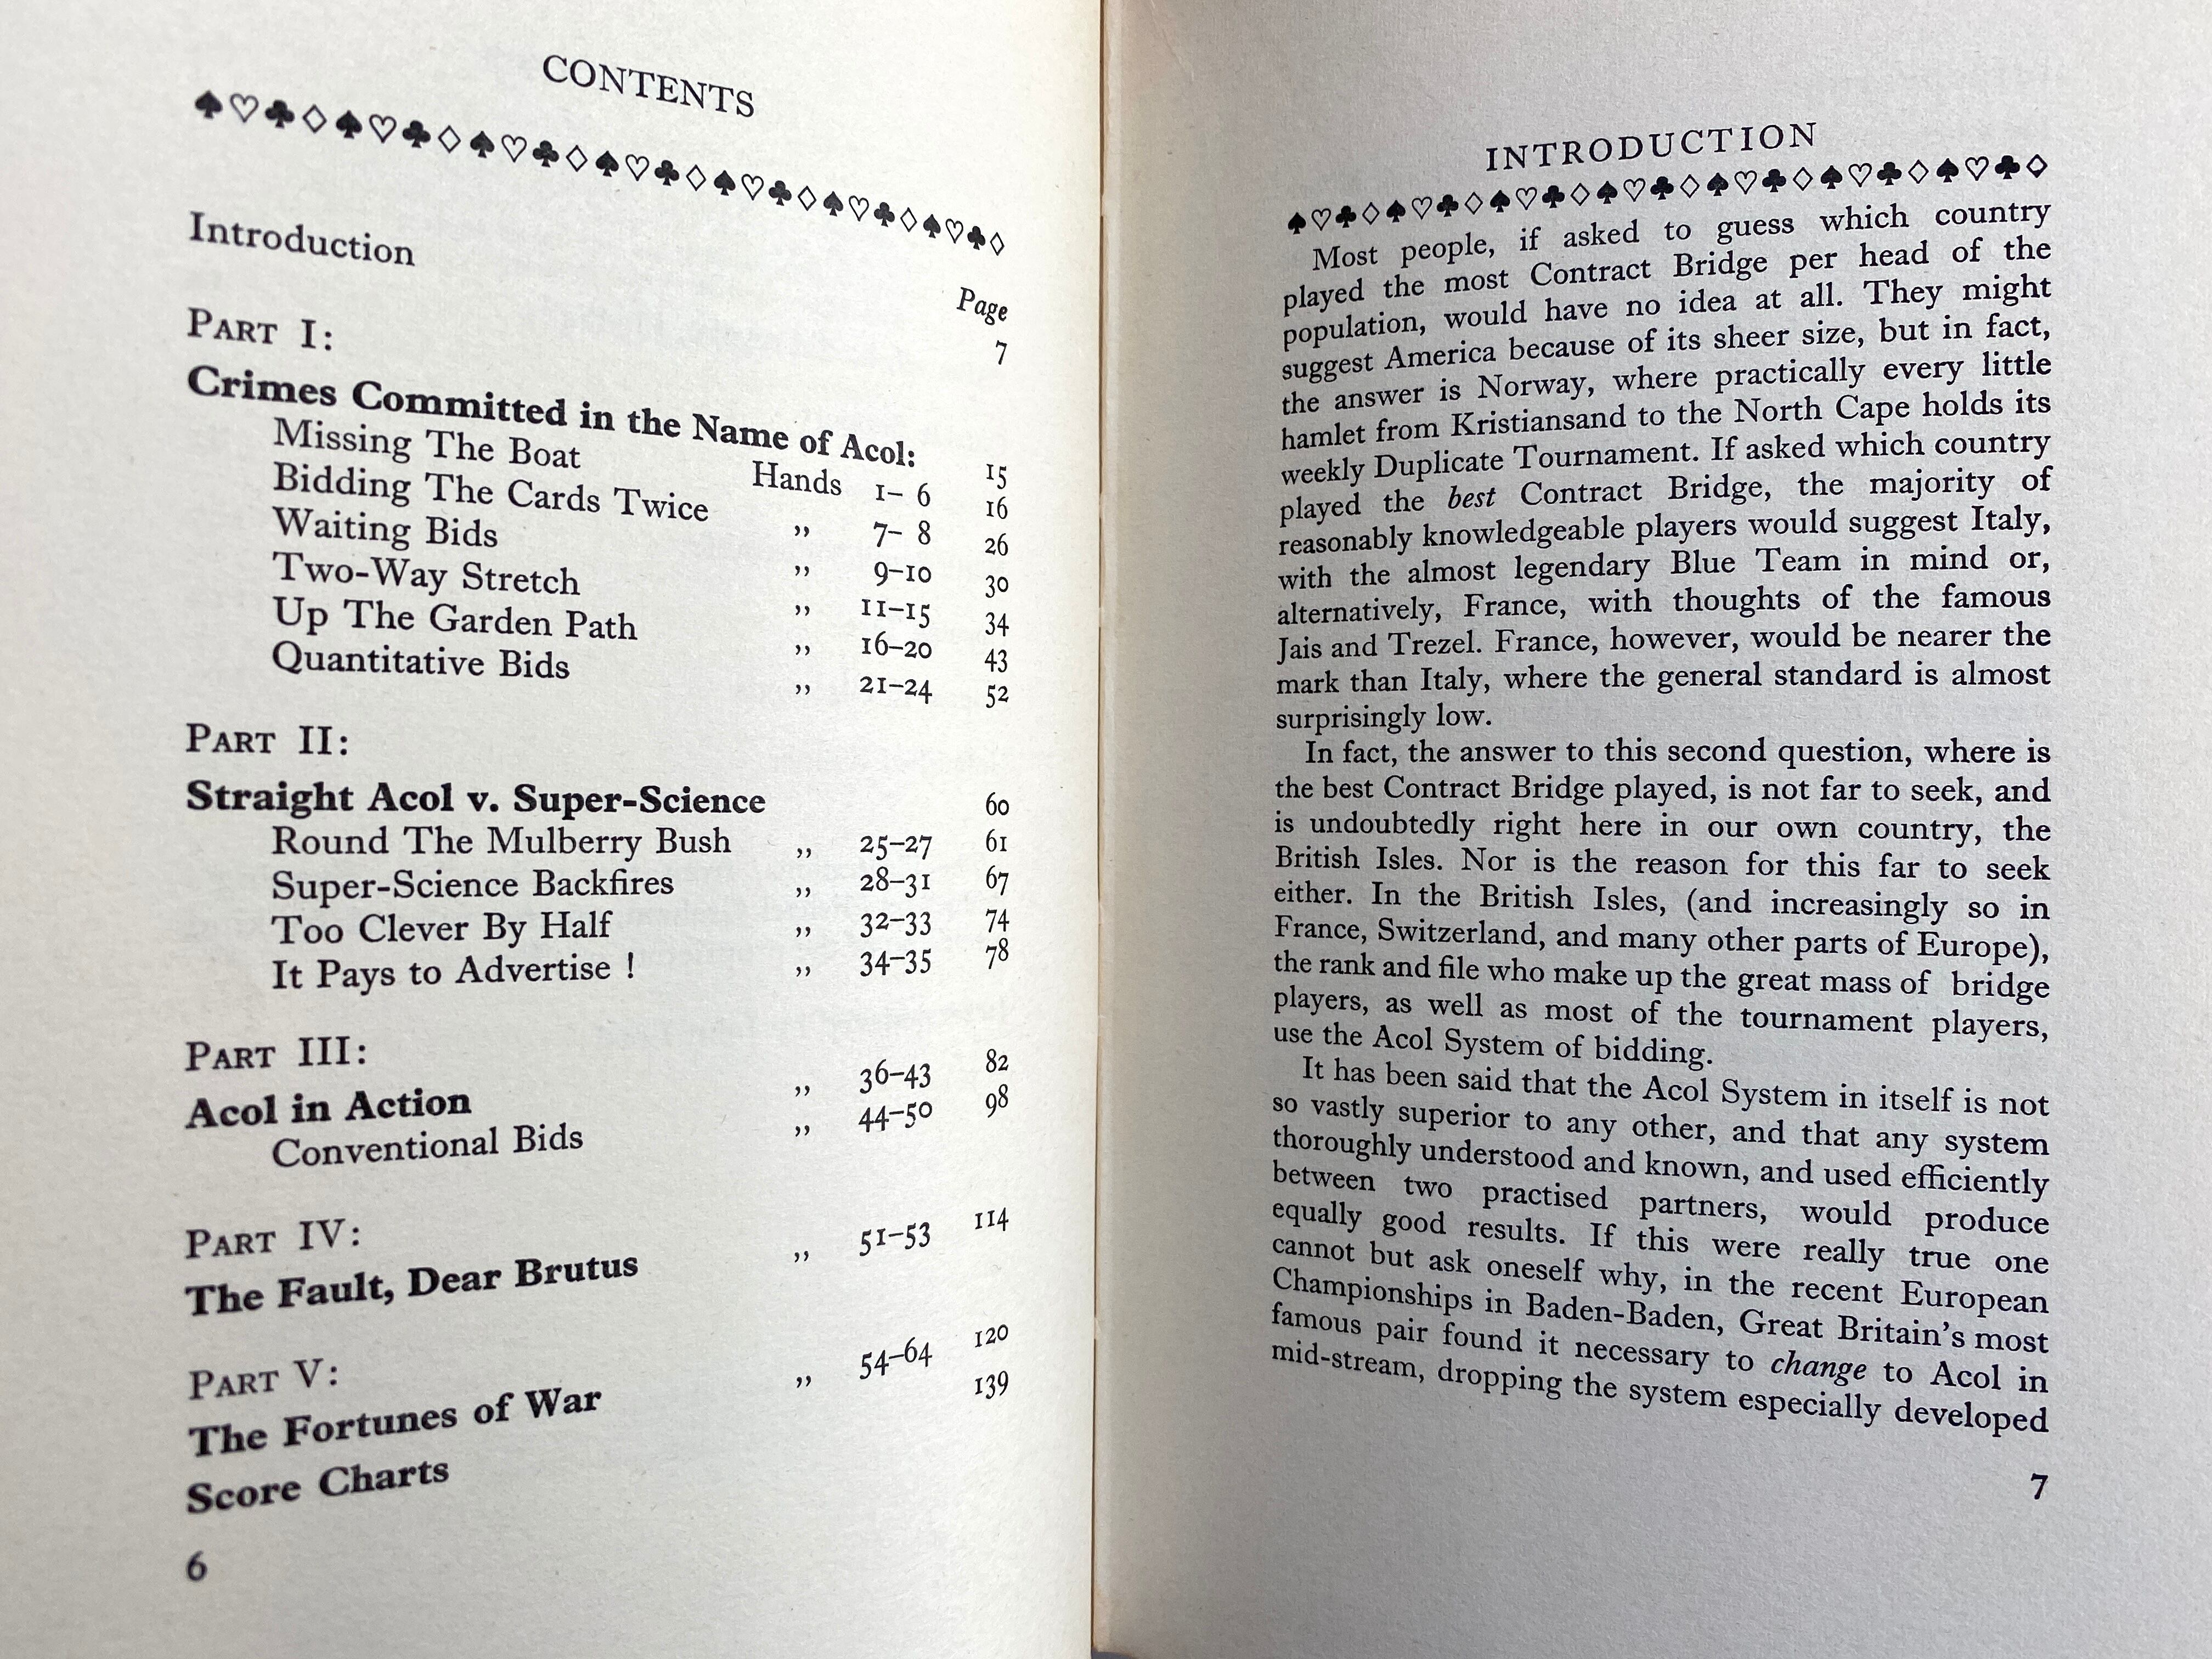 CONTENTS
♠♡♣♢♠♡♣♢♠♡♣♢♠♡♣♢♠♡♣♢♠♡♣♢♠♡♣♢
Page
Introduction 7
PART I:
Crimes Committed in the Name of Acol: 15
Missing The Boat Hands 1– 6 16
Bidding The Cards Twice ,, 7– 8 26
Waiting Bids ,, 9–10 30
Two-Way Stretch ,, 11–15 34
Up The Garden Path ,, 16–20 43
Quantitative Bids ,, 21–24 52
PART II:
Straight Acol v. Super-Science 60
Round The Mulberry Bush ,, 25–27 61
Super-Science Backfires ,, 28–31 67
Too Clever By Half ,, 32–33 74
It Pays to Advertise ! ,, 34–35 78
PART III:
Acol in Action ,, 36–43 82
Conventional Bids ,, 44–50 98
PART IV:
The Fault, Dear Brutus ,, 51–53 114
PART V:
The Fortunes of War ,, 54–64 120
Score Charts 139
6
INTRODUCTION
♠♡♣♢♠♡♣♢♠♡♣♢♠♡♣♢♠♡♣♢♠♡♣♢♠♡♣♢
Most people, if asked to guess which country
played the most Contract Bridge per head of the
population, would have no idea at all. They might
suggest America because of its sheer size, but in fact,
the answer is Norway, where practically every little
hamlet from Kristiansand to the North Cape holds its
weekly Duplicate Tournament. If asked which country
played the best Contract Bridge, the majority of
reasonably knowledgeable players would suggest Italy,
with the almost legendary Blue Team in mind or,
alternatively, France, with thoughts of the famous
Jais and Trezel. France, however, would be nearer the
mark than Italy, where the general standard is almost
surprisingly low.
In fact, the answer to this second question, where is
the best Contract Bridge played, is not far to seek, and
is undoubtedly right here in our own country, the
British Isles. Nor is the reason for this far to seek
either. In the British Isles, (and increasingly so in
France, Switzerland, and many other parts of Europe),
the rank and file who make up the great mass of bridge
players, as well as most of the tournament players,
use the Acol System of bidding.
It has been said that the Acol System in itself is not
so vastly superior to any other, and that any system
thoroughly understood and known, and used efficiently
between two practised partners, would produce
equally good results. If this were really true one
cannot but ask oneself why, in the recent European
Championships in Baden-Baden, Great Britain's most
famous pair found it necessary to change to Acol in
mid-stream, dropping the system especially developed
7